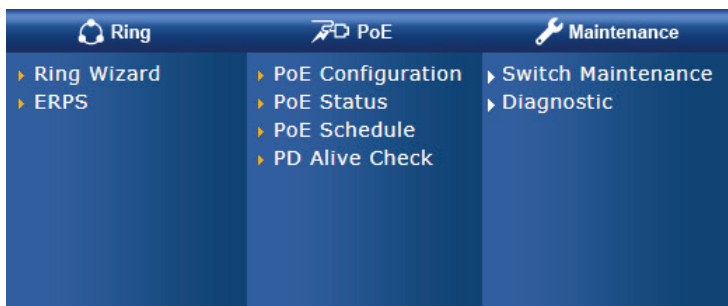 Ring
Ring Wizard
ERPS
PoE
PoE Configuration
PoE Status
PoE Schedule
PD Alive Check
Maintenance
Switch Maintenance
Diagnostic